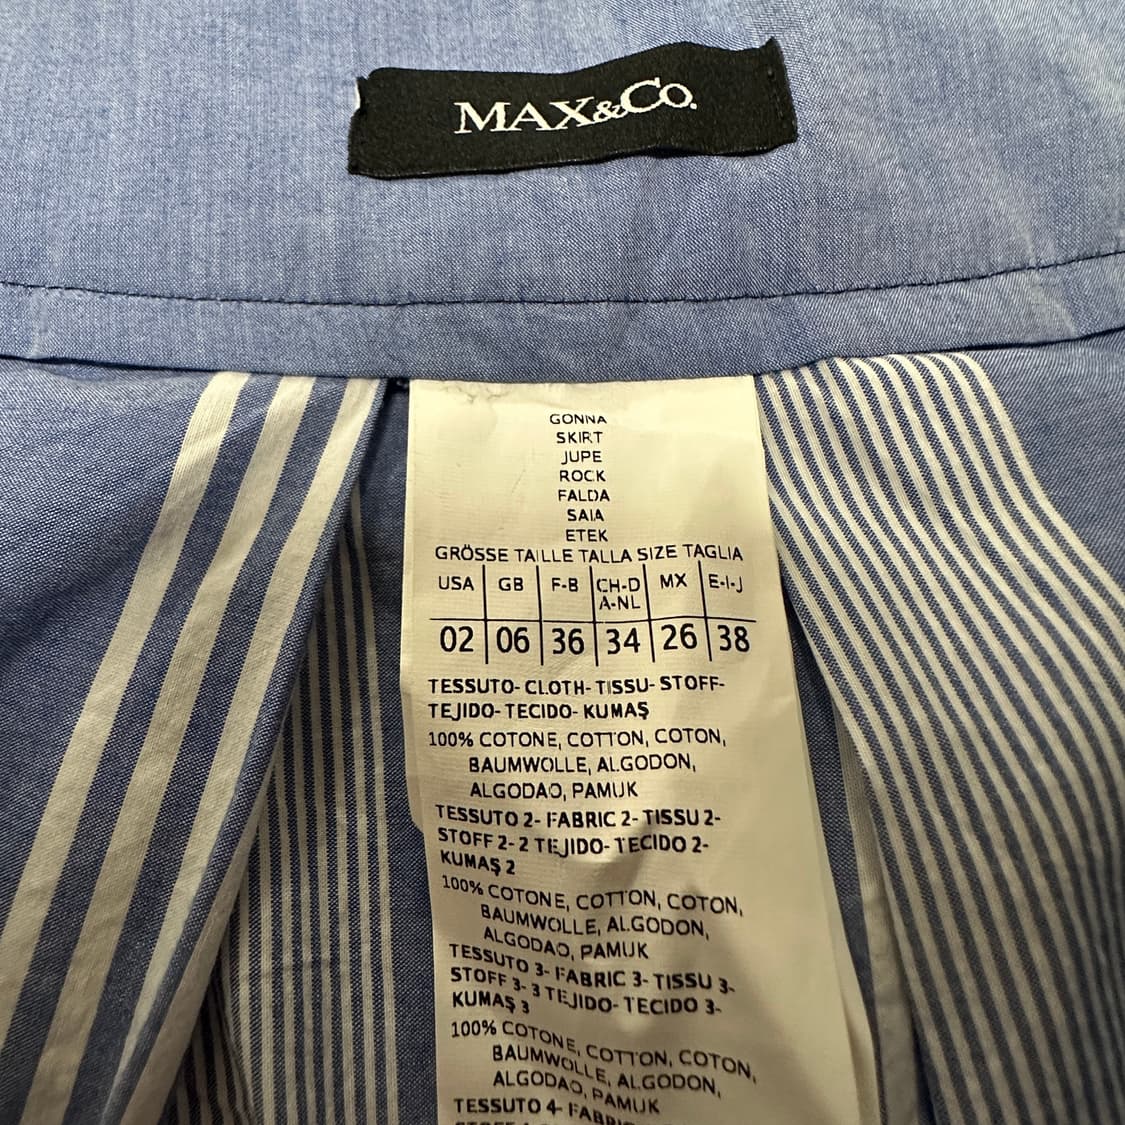 MAX&Co.
GONNA
SKIRT
JUPE
ROCK
FALDA
SAIA
ETEK
GRÖSSE TAILLE TALLA SIZE TAGLIA
USA GB F-B CH-D A-NL MX E-I-J
02 06 36 34 26 38
TESSUTO- CLOTH- TISSU- STOFF-
TEJIDO- TECIDO- KUMAŞ
100% COTONE, COTTON, COTON,
BAUMWOLLE, ALGODON,
ALGODAO, PAMUK
TESSUTO 2- FABRIC 2- TISSU 2-
STOFF 2- 2 TEJIDO- TECIDO 2-
KUMAŞ 2
100% COTONE, COTTON, COTON,
BAUMWOLLE, ALGODON,
ALGODAO, PAMUK
TESSUTO 3- FABRIC 3- TISSU 3-
STOFF 3- 3 TEJIDO- TECIDO 3-
KUMAŞ 3
100% COTONE, COTTON, COTON,
BAUMWOLLE, ALGODON,
ALGODAO, PAMUK
TESSUTO 4-